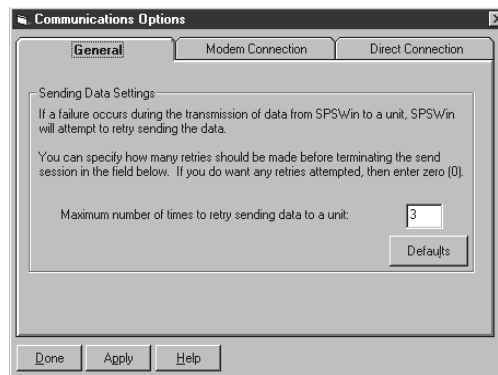 Communications Options
General
Modem Connection
Direct Connection
Sending Data Settings
If a failure occurs during the transmission of data from SPSWin to a unit, SPSWin
will attempt to retry sending the data.
You can specify how many retries should be made before terminating the send
session in the field below. If you do want any retries attempted, then enter zero (0).
Maximum number of times to retry sending data to a unit:
3
Defaults
Done
Apply
Help